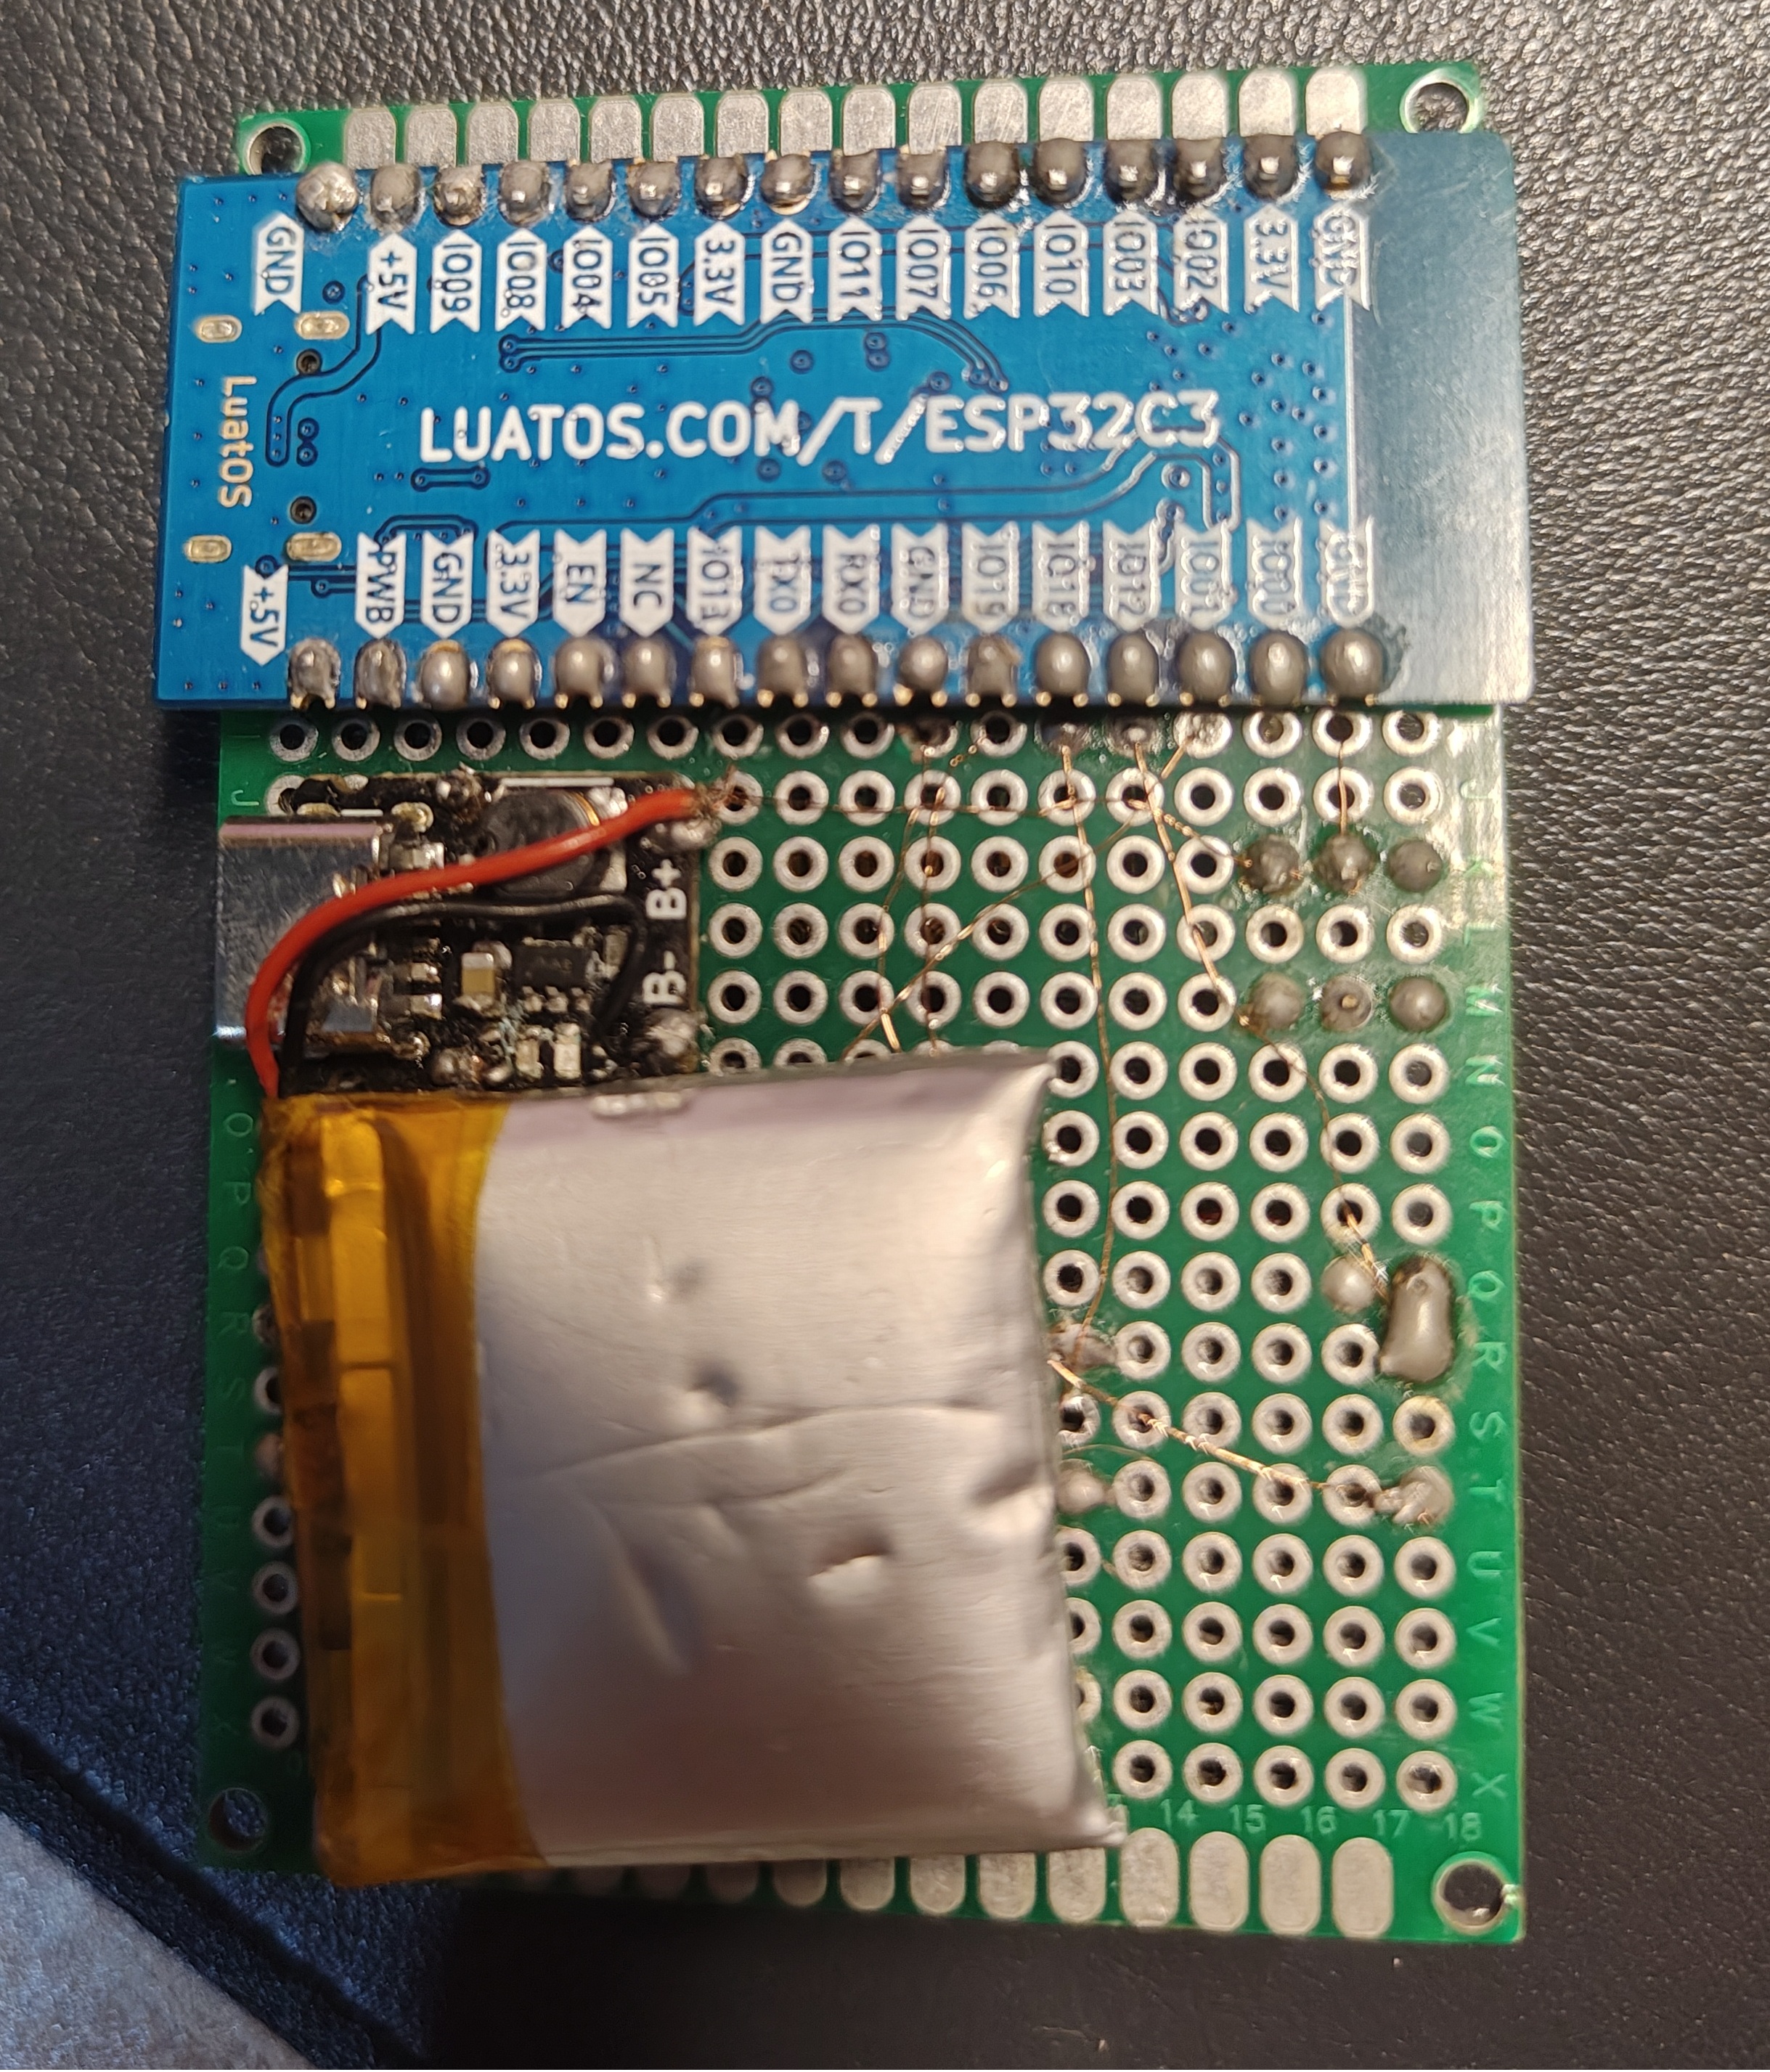 GND
+5V
IO09
IO08
IO04
IO05
3.3V
GND
IO11
IO07
IO06
IO10
IO03
IO02
3.3V
GND
LuatOS
LUATOS.COM/T/ESP32C3
+5V
PWB
GND
3.3V
EN
NC
IO13
TX0
RX0
GND
IO19
IO18
IO12
IO01
IO00
GND
I
J
B+
B-
O
P
Q
R
S
T
U
V
W
X
J
K
L
M
N
O
P
Q
R
S
T
U
V
W
X
14 15 16 17 18